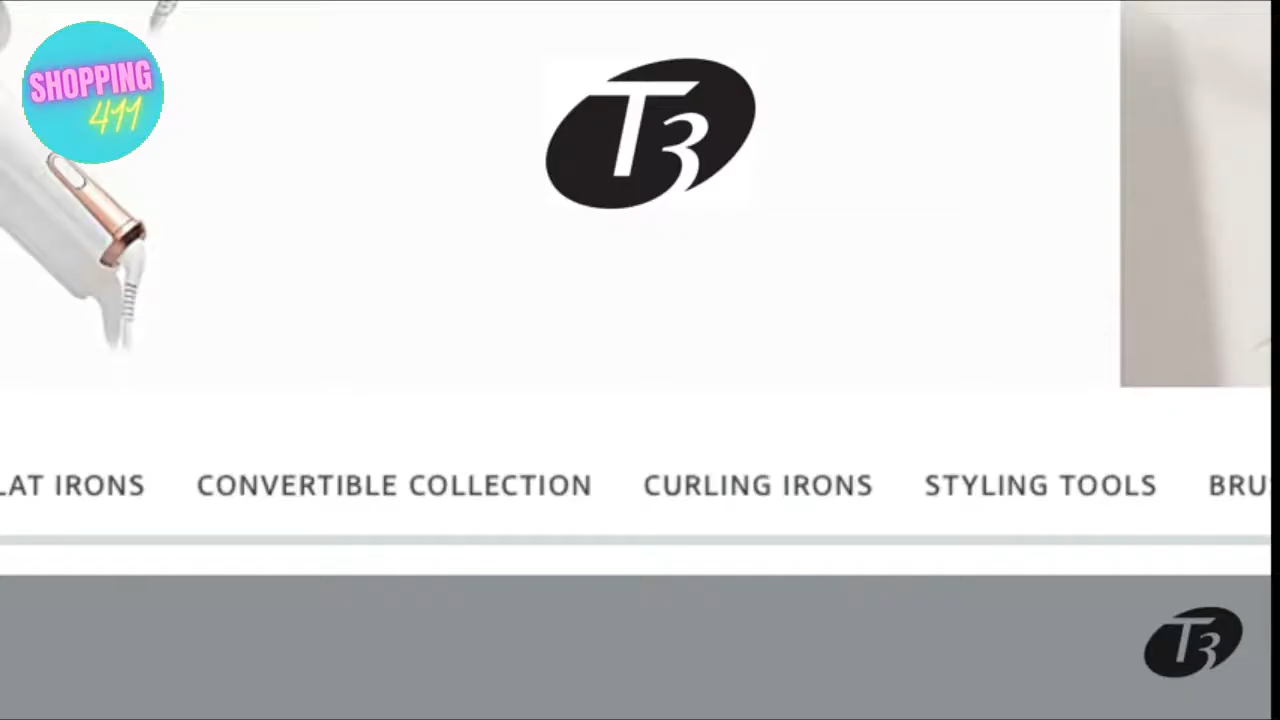 SHOPPING
411
T3
LAT IRONS CONVERTIBLE COLLECTION CURLING IRONS STYLING TOOLS BRU
T3